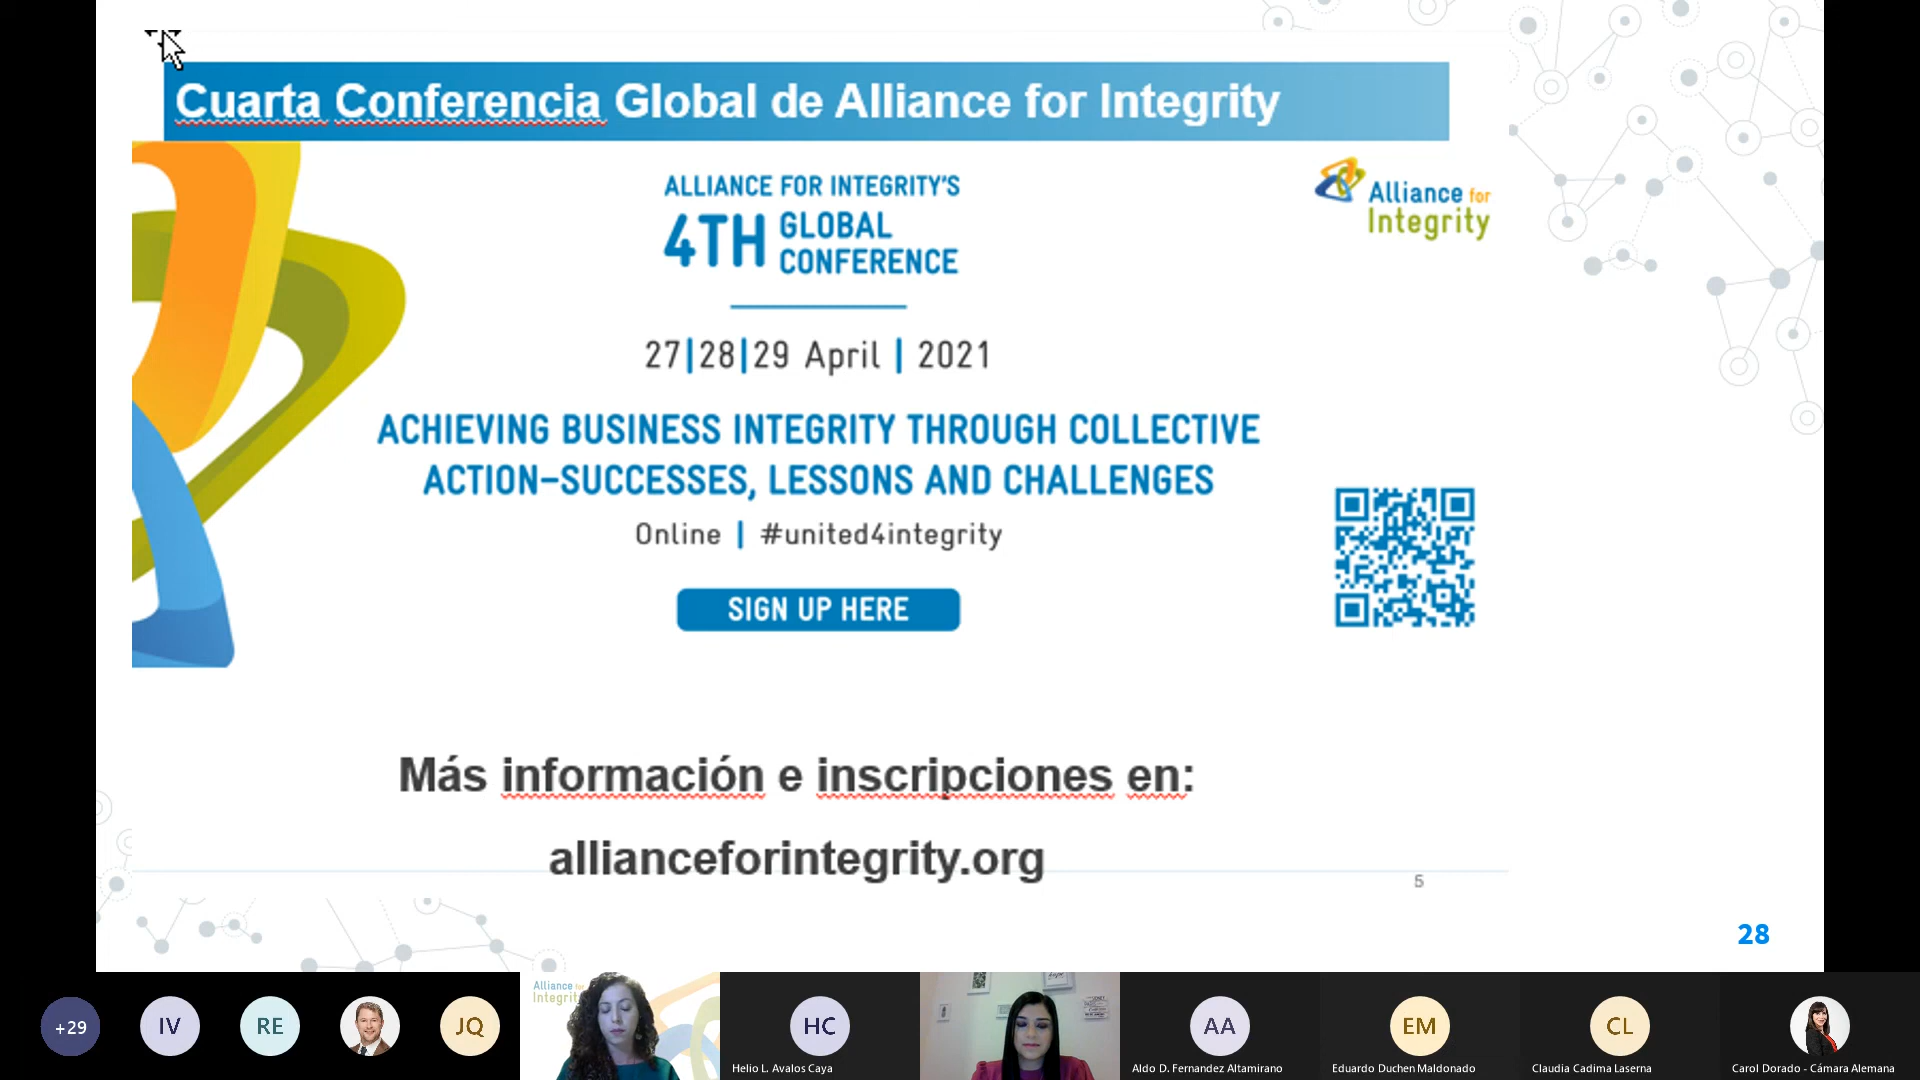 Cuarta Conferencia Global de Alliance for Integrity
ALLIANCE FOR INTEGRITY'S
4TH GLOBAL
CONFERENCE
Alliance for
Integrity
27|28|29 April | 2021
ACHIEVING BUSINESS INTEGRITY THROUGH COLLECTIVE
ACTION–SUCCESSES, LESSONS AND CHALLENGES
Online | #united4integrity
SIGN UP HERE
Más información e inscripciones en:
allianceforintegrity.org
5
28
+29
IV
RE
JQ
Alliance for
Integrit
HC
Helio L. Avalos Caya
AA
Aldo D. Fernandez Altamirano
EM
Eduardo Duchen Maldonado
CL
Claudia Cadima Laserna
Carol Dorado - Cámara Alemana